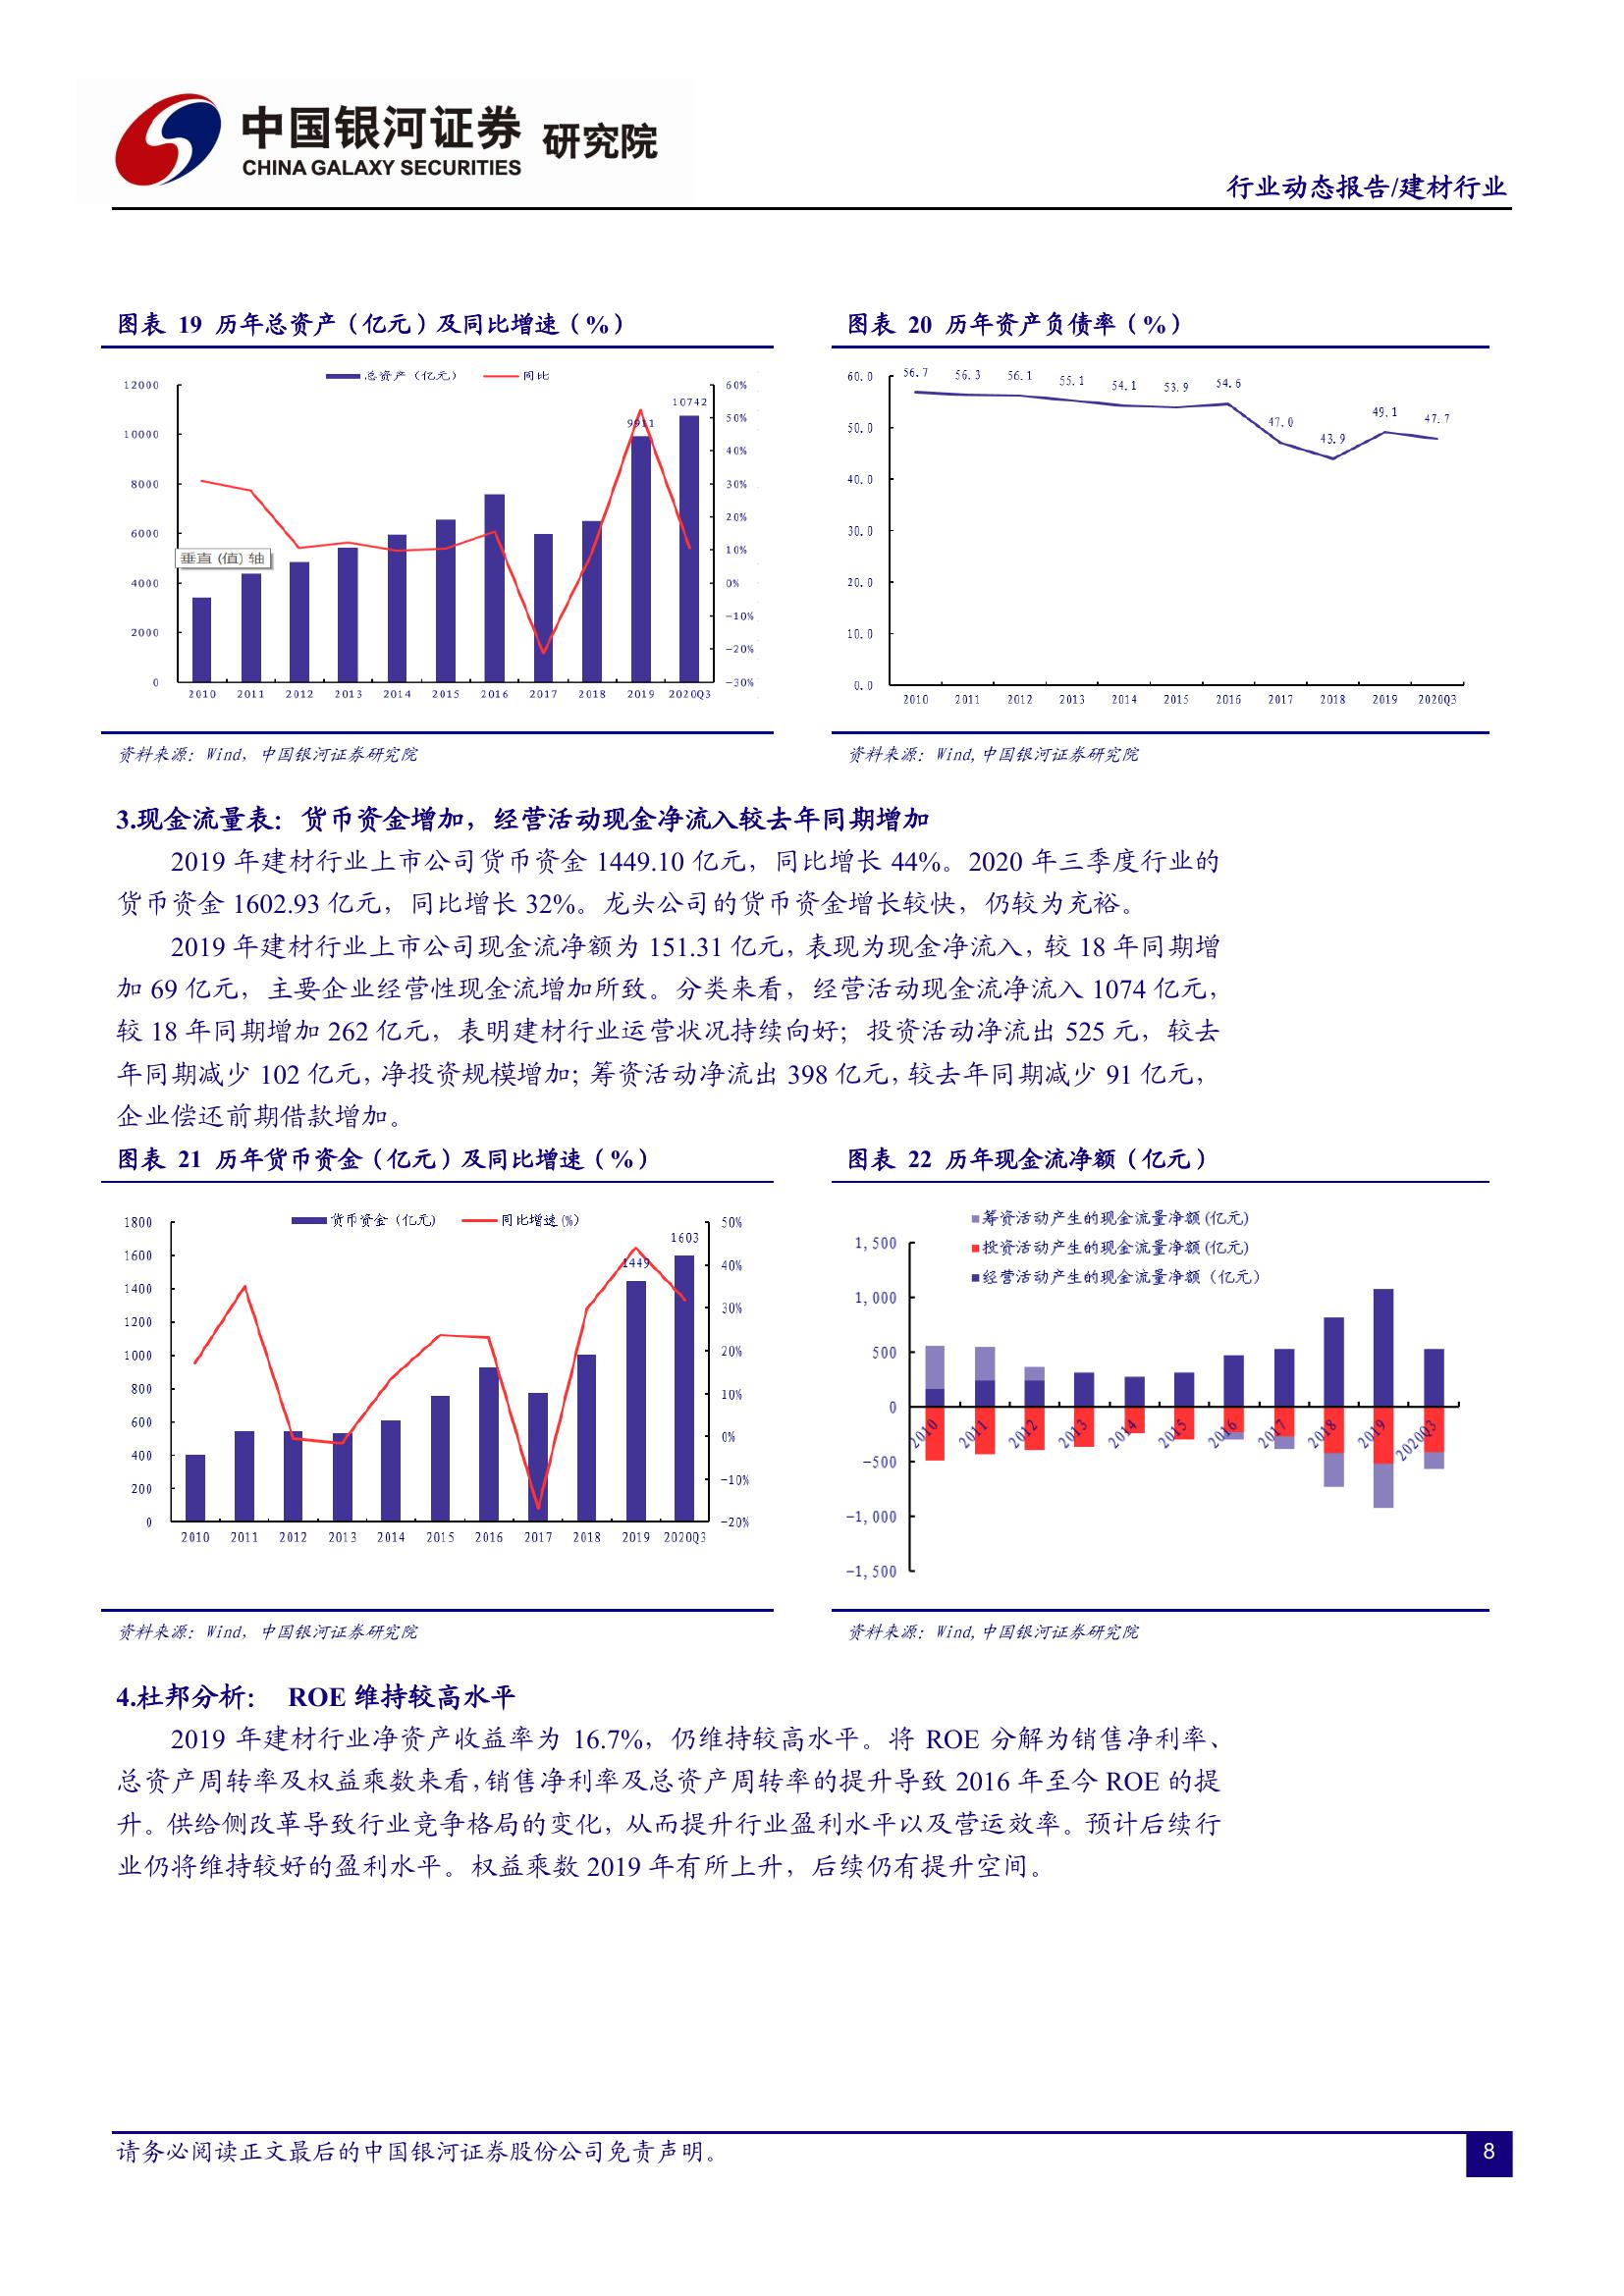 中国银河证券 研究院
CHINA GALAXY SECURITIES
行业动态报告/建材行业
图表 19 历年总资产（亿元）及同比增速（%）
总资产（亿元） 同比
12000
10000
8000
6000
4000
2000
0
垂直 (值) 轴
9911
10742
60%
50%
40%
30%
20%
10%
0%
-10%
-20%
-30%
2010 2011 2012 2013 2014 2015 2016 2017 2018 2019 2020Q3
资料来源：Wind，中国银河证券研究院
图表 20 历年资产负债率（%）
60.0
50.0
40.0
30.0
20.0
10.0
0.0
56.7 56.3 56.1 55.1 54.1 53.9 54.6 47.0 43.9 49.1 47.7
2010 2011 2012 2013 2014 2015 2016 2017 2018 2019 2020Q3
资料来源：Wind,中国银河证券研究院
3.现金流量表：货币资金增加，经营活动现金净流入较去年同期增加
2019 年建材行业上市公司货币资金 1449.10 亿元，同比增长 44%。2020 年三季度行业的
货币资金 1602.93 亿元，同比增长 32%。龙头公司的货币资金增长较快，仍较为充裕。
2019 年建材行业上市公司现金流净额为 151.31 亿元，表现为现金净流入，较 18 年同期增
加 69 亿元，主要企业经营性现金流增加所致。分类来看，经营活动现金流净流入 1074 亿元，
较 18 年同期增加 262 亿元，表明建材行业运营状况持续向好；投资活动净流出 525 元，较去
年同期减少 102 亿元，净投资规模增加；筹资活动净流出 398 亿元，较去年同期减少 91 亿元，
企业偿还前期借款增加。
图表 21 历年货币资金（亿元）及同比增速（%）
货币资金（亿元） 同比增速(%)
1800
1600
1400
1200
1000
800
600
400
200
0
1449
1603
50%
40%
30%
20%
10%
0%
-10%
-20%
2010 2011 2012 2013 2014 2015 2016 2017 2018 2019 2020Q3
资料来源：Wind，中国银河证券研究院
图表 22 历年现金流净额（亿元）
筹资活动产生的现金流量净额(亿元)
投资活动产生的现金流量净额(亿元)
经营活动产生的现金流量净额（亿元）
1,500
1,000
500
0
-500
-1,000
-1,500
2010 2011 2012 2013 2014 2015 2016 2017 2018 2019 2020Q3
资料来源：Wind,中国银河证券研究院
4.杜邦分析： ROE 维持较高水平
2019 年建材行业净资产收益率为 16.7%，仍维持较高水平。将 ROE 分解为销售净利率、
总资产周转率及权益乘数来看，销售净利率及总资产周转率的提升导致 2016 年至今 ROE 的提
升。供给侧改革导致行业竞争格局的变化，从而提升行业盈利水平以及营运效率。预计后续行
业仍将维持较好的盈利水平。权益乘数 2019 年有所上升，后续仍有提升空间。
请务必阅读正文最后的中国银河证券股份公司免责声明。
8